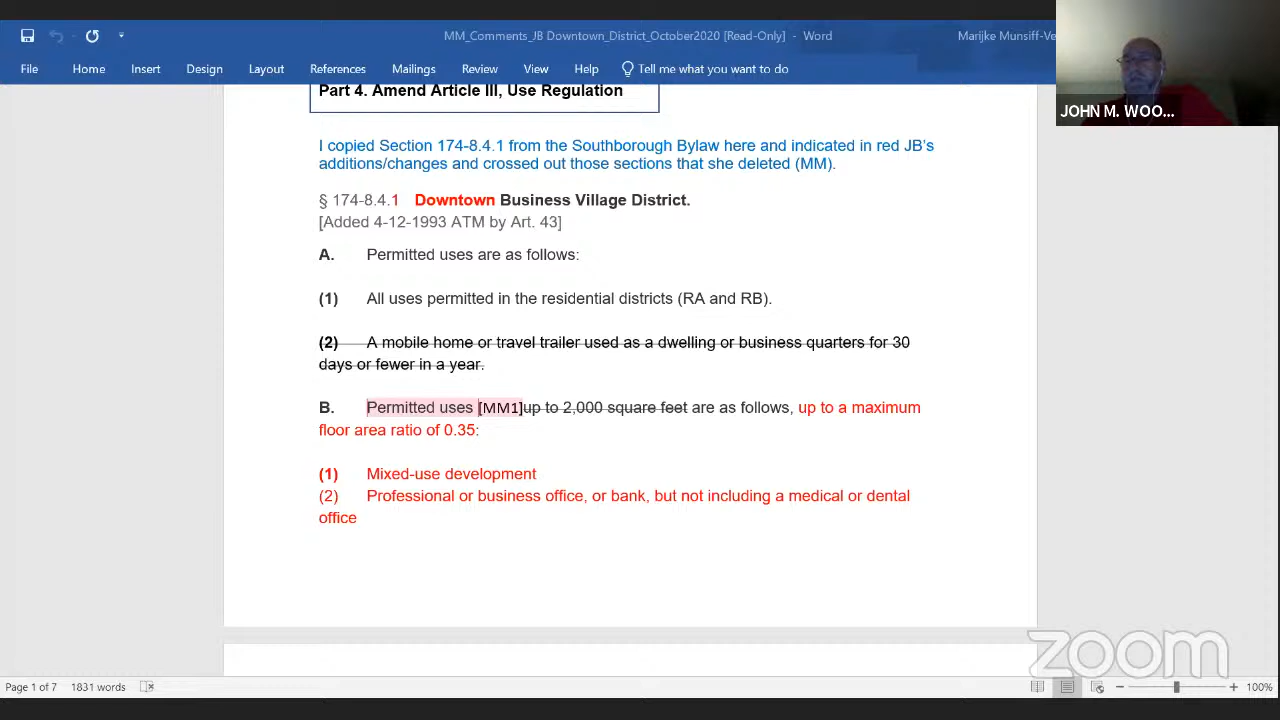 MM_Comments_JB Downtown_District_October2020 [Read-Only] - Word
Marijke Munsiff-Ve
File Home Insert Design Layout References Mailings Review View Help Tell me what you want to do
JOHN M. WOO...
Part 4. Amend Article III, Use Regulation
I copied Section 174-8.4.1 from the Southborough Bylaw here and indicated in red JB's
additions/changes and crossed out those sections that she deleted (MM).
§ 174-8.4.1 Downtown Business Village District.
[Added 4-12-1993 ATM by Art. 43]
A. Permitted uses are as follows:
(1) All uses permitted in the residential districts (RA and RB).
(2) A mobile home or travel trailer used as a dwelling or business quarters for 30
days or fewer in a year.
B. Permitted uses [MM1]up to 2,000 square feet are as follows, up to a maximum
floor area ratio of 0.35:
(1) Mixed-use development
(2) Professional or business office, or bank, but not including a medical or dental
office
zoom
Page 1 of 7 1831 words 100%